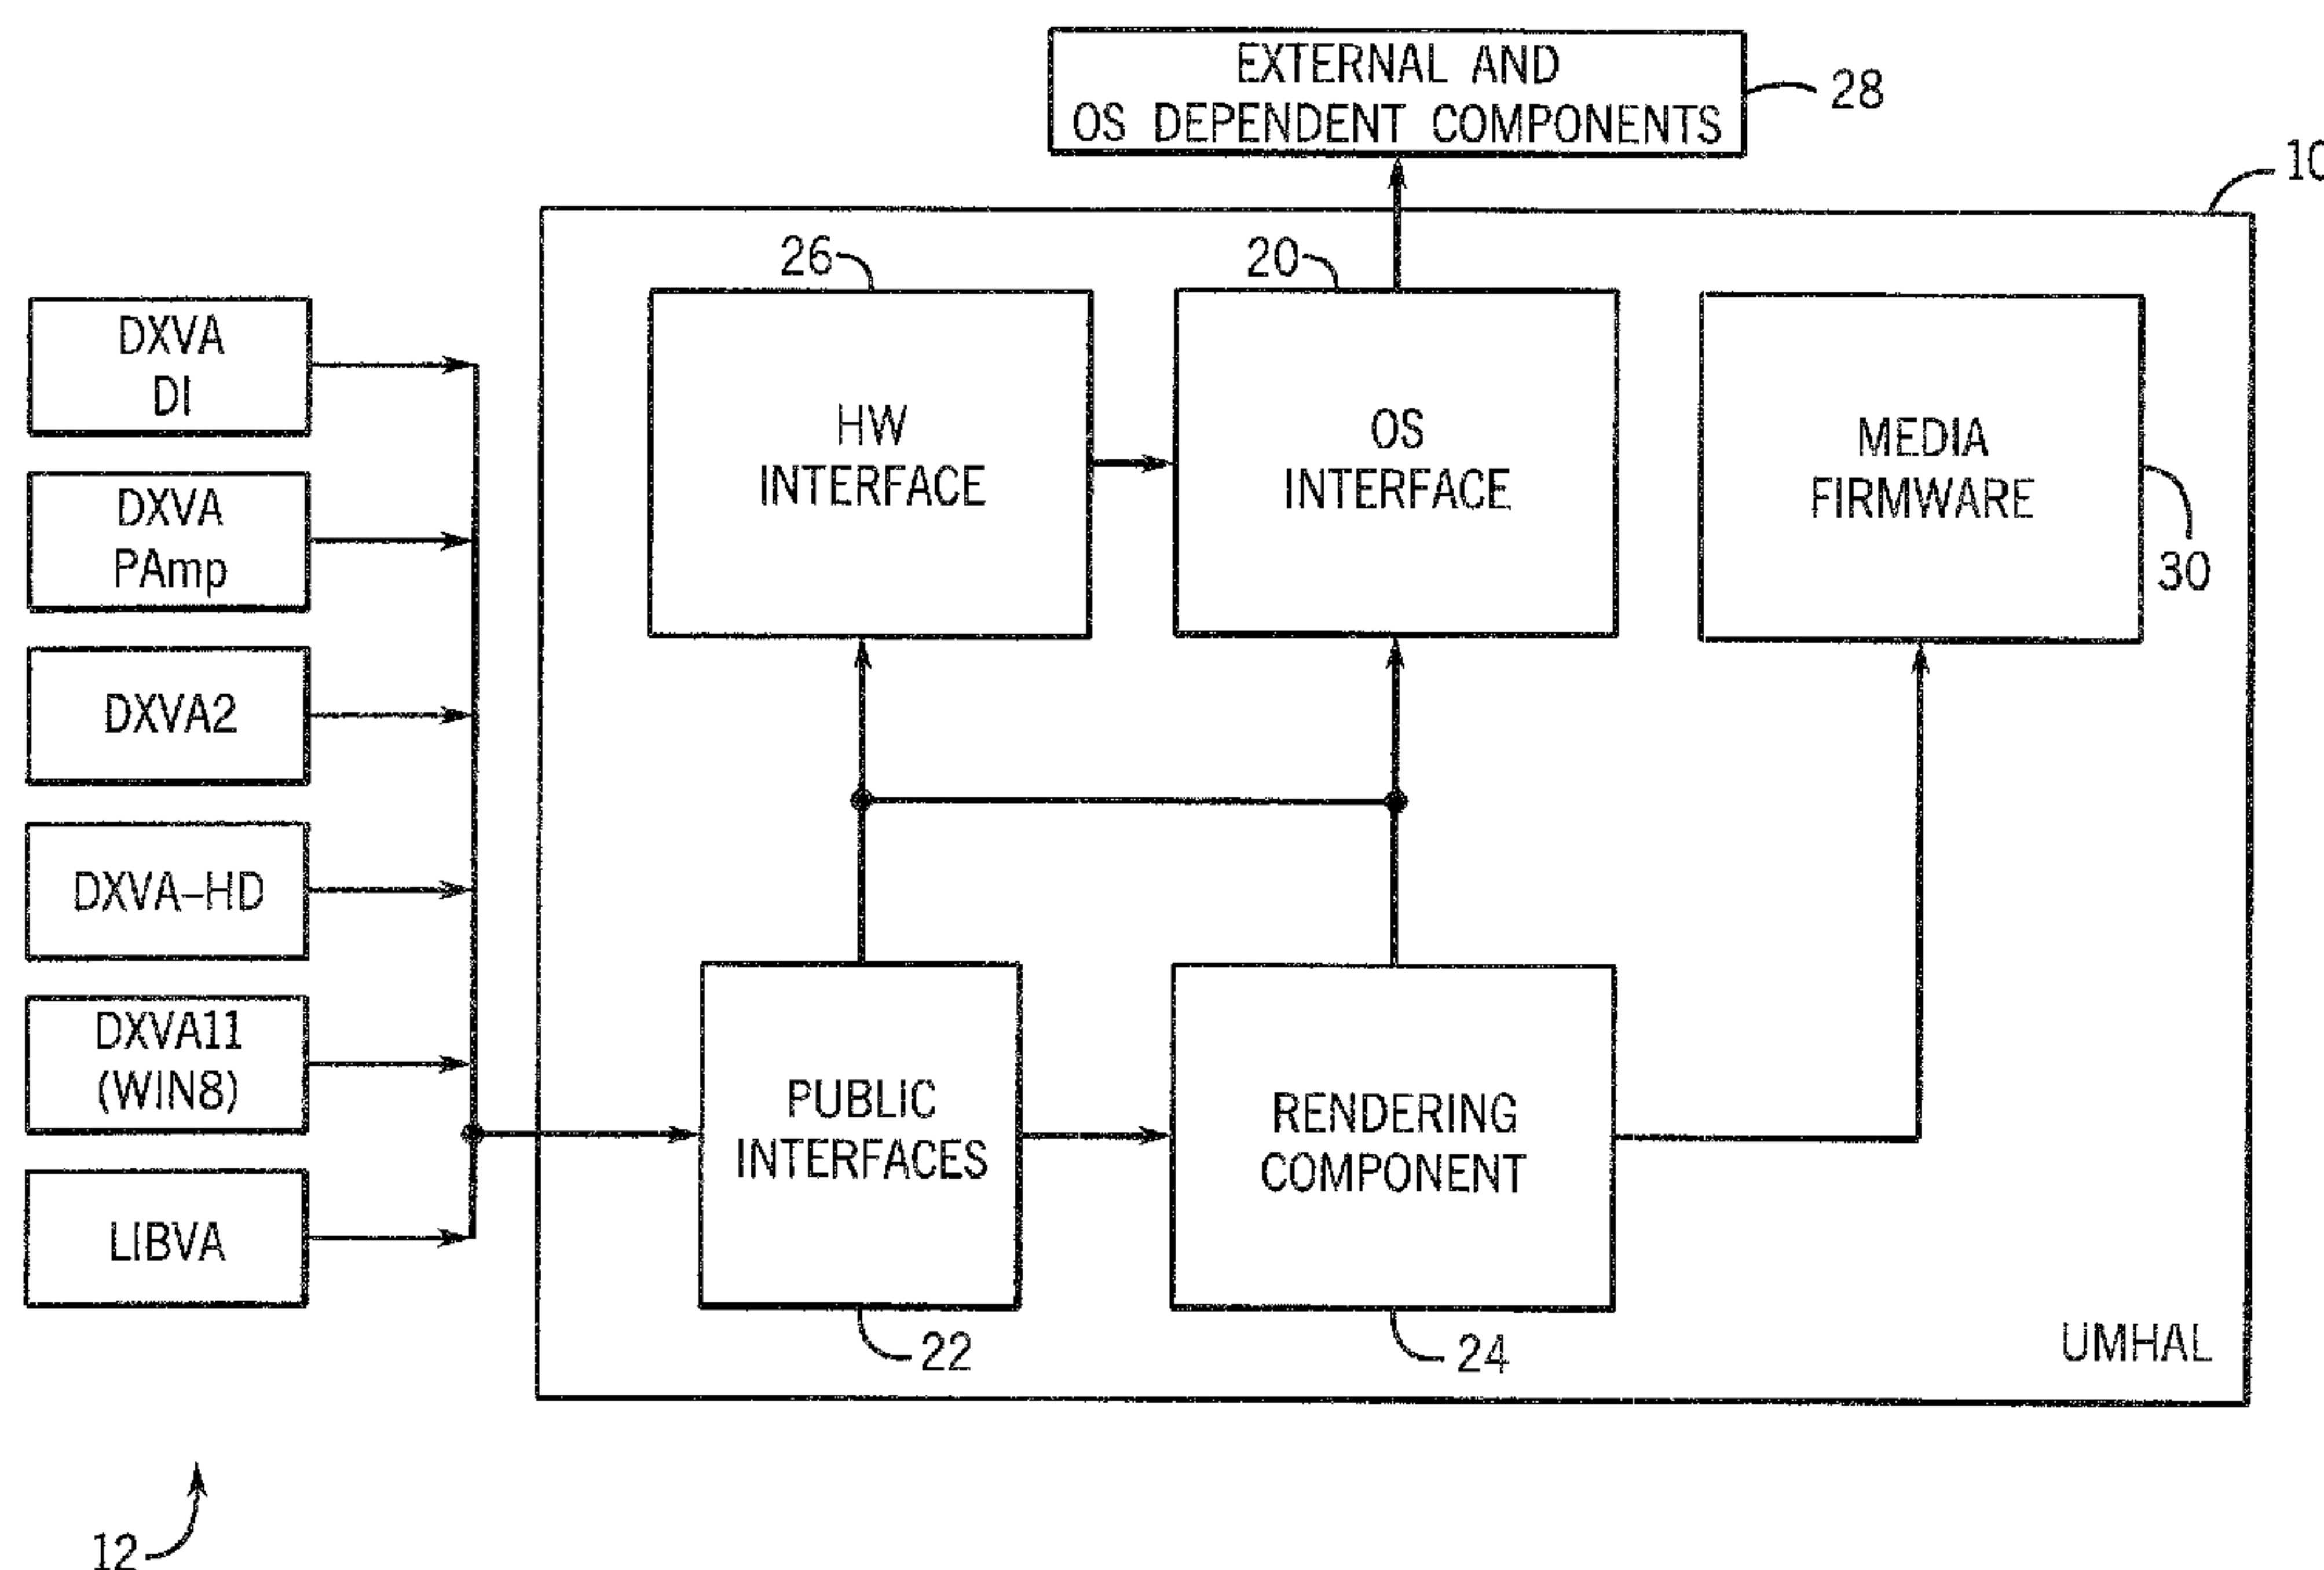 EXTERNAL AND
OS DEPENDENT COMPONENTS
28
10
26
20
DXVA
DI
HW
INTERFACE
OS
INTERFACE
MEDIA
FIRMWARE
30
DXVA
PAmp
DXVA2
DXVA-HD
DXVA11
(WIN8)
PUBLIC
INTERFACES
RENDERING
COMPONENT
LIBVA
22
24
UMHAL
12